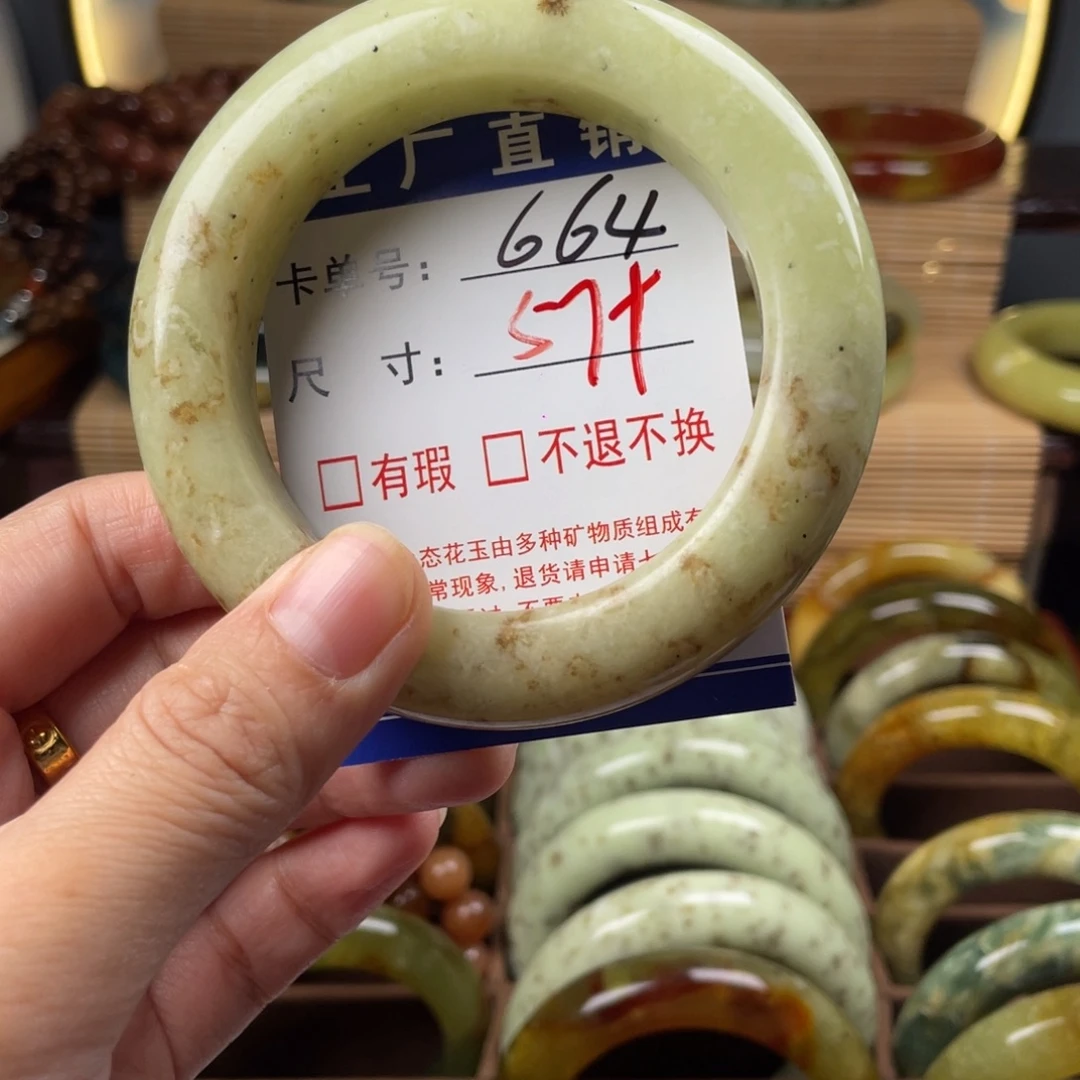 厂直销
卡单号： 664
尺 寸： 57+
□有瑕 □不退不换
态花玉由多种矿物质组成
常现象, 退货请申请